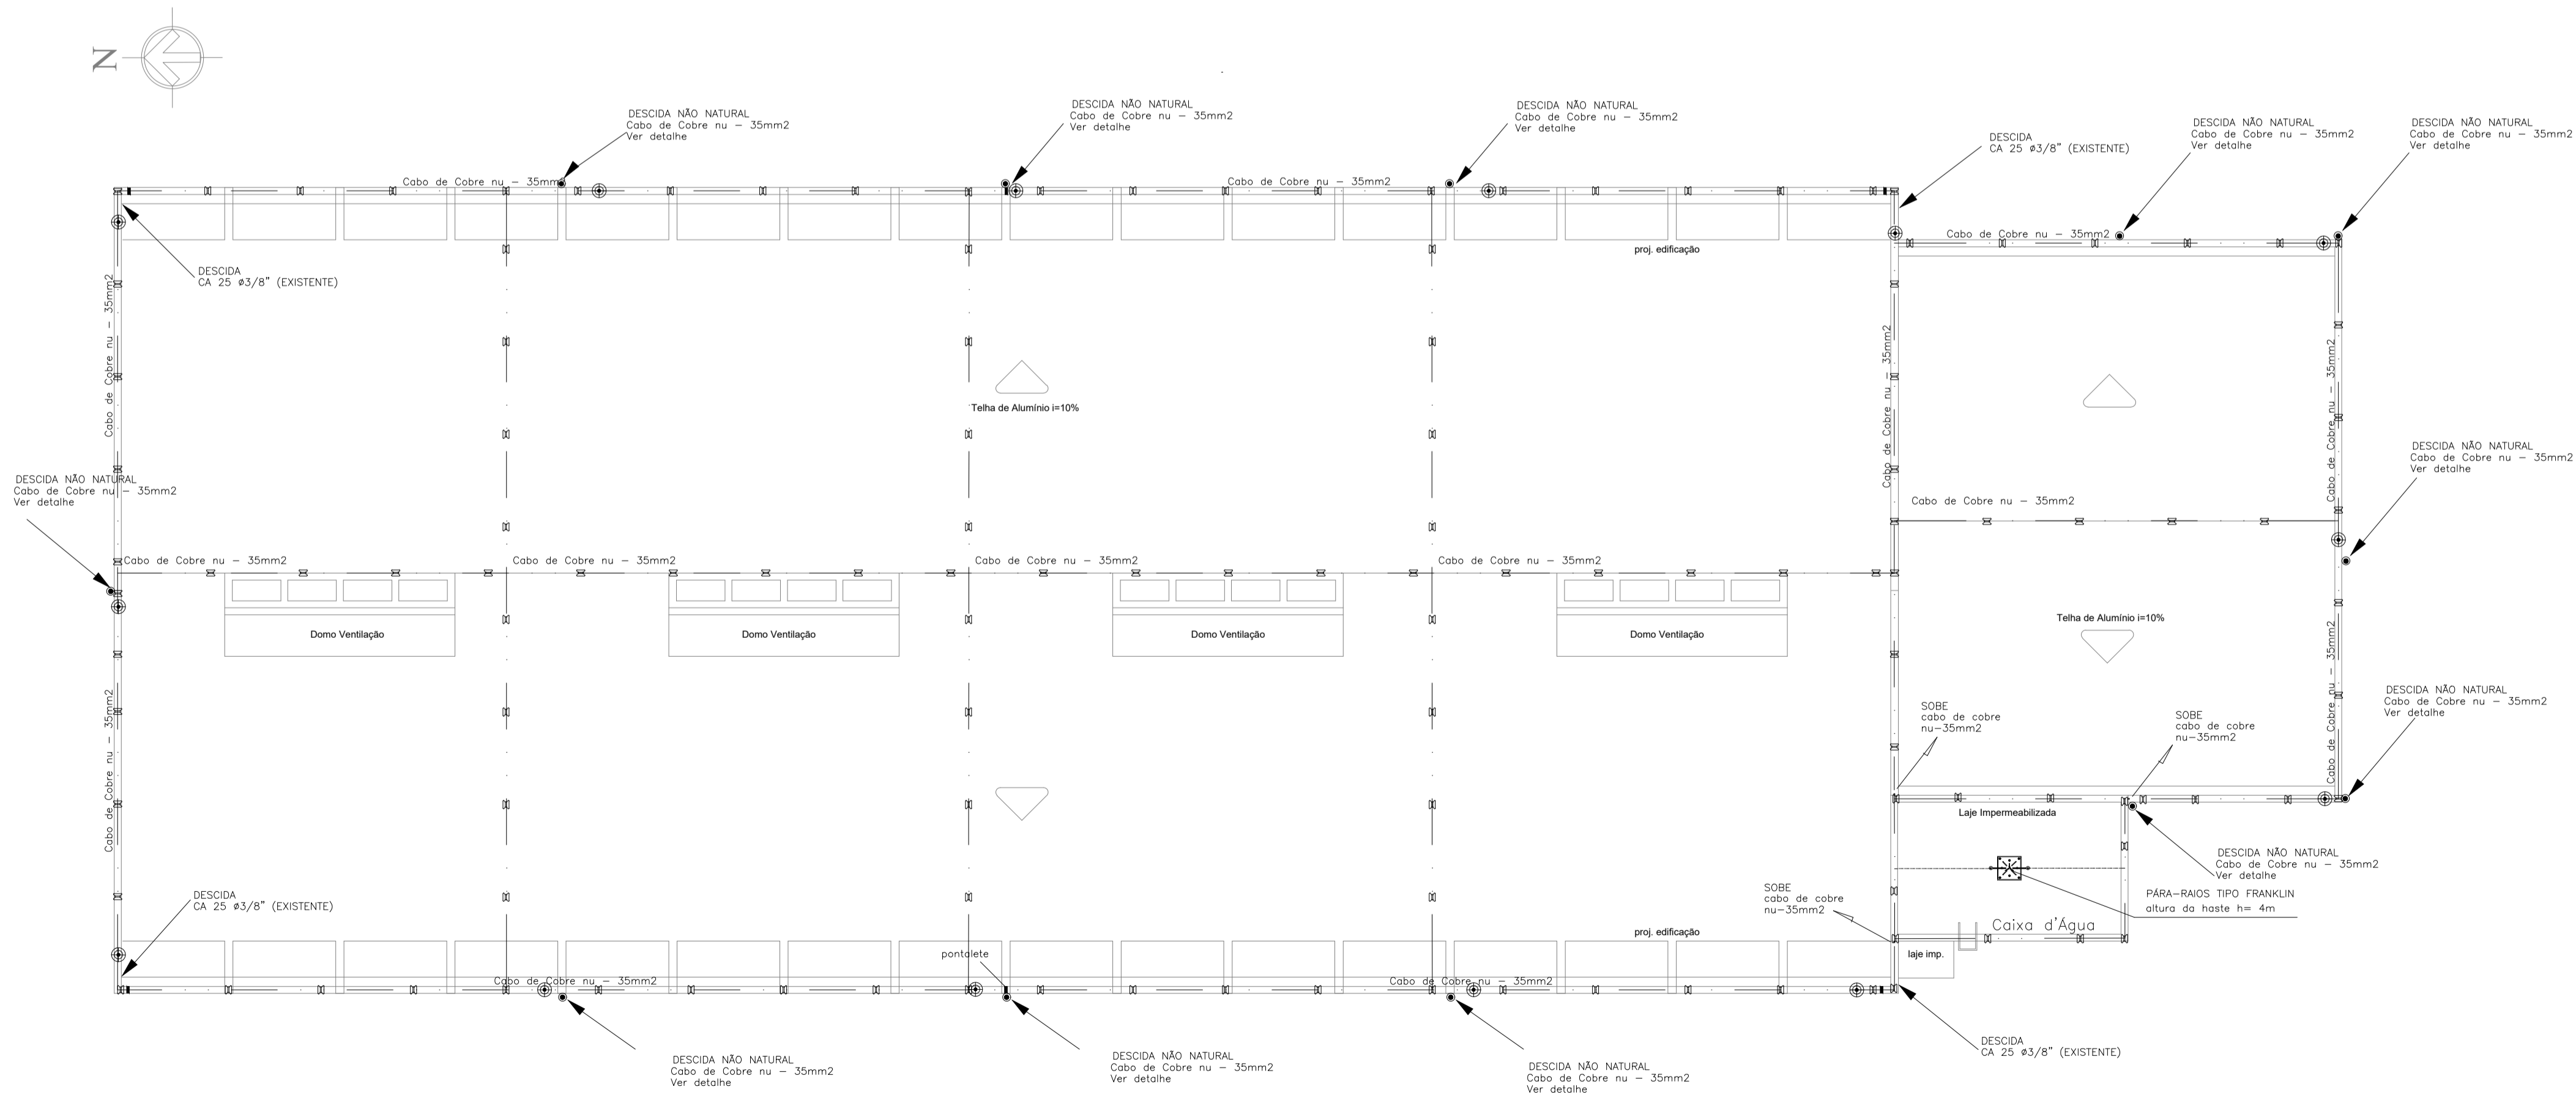 N
DESCIDA NÃO NATURAL
Cabo de Cobre nu – 35mm2
Ver detalhe
DESCIDA NÃO NATURAL
Cabo de Cobre nu – 35mm2
Ver detalhe
DESCIDA NÃO NATURAL
Cabo de Cobre nu – 35mm2
Ver detalhe
DESCIDA
CA 25 ø3/8" (EXISTENTE)
DESCIDA NÃO NATURAL
Cabo de Cobre nu – 35mm2
Ver detalhe
DESCIDA NÃO NATURAL
Cabo de Cobre nu – 35mm2
Ver detalhe
Cabo de Cobre nu – 35mm2
Cabo de Cobre nu – 35mm2
Cabo de Cobre nu – 35mm2
proj. edificação
DESCIDA
CA 25 ø3/8" (EXISTENTE)
Cabo de Cobre nu – 35mm2
Cabo de Cobre nu – 35mm2
Cabo de Cobre nu – 35mm2
Telha de Alumínio i=10%
DESCIDA NÃO NATURAL
Cabo de Cobre nu – 35mm2
Ver detalhe
DESCIDA NÃO NATURAL
Cabo de Cobre nu – 35mm2
Ver detalhe
Cabo de Cobre nu – 35mm2
Cabo de Cobre nu – 35mm2
Cabo de Cobre nu – 35mm2
Cabo de Cobre nu – 35mm2
Cabo de Cobre nu – 35mm2
Domo Ventilação
Domo Ventilação
Domo Ventilação
Domo Ventilação
Telha de Alumínio i=10%
Cabo de Cobre nu – 35mm2
Cabo de Cobre nu – 35mm2
SOBE
cabo de cobre
nu–35mm2
SOBE
cabo de cobre
nu–35mm2
DESCIDA NÃO NATURAL
Cabo de Cobre nu – 35mm2
Ver detalhe
Laje Impermeabilizada
DESCIDA NÃO NATURAL
Cabo de Cobre nu – 35mm2
Ver detalhe
DESCIDA
CA 25 ø3/8" (EXISTENTE)
SOBE
cabo de cobre
nu–35mm2
PÁRA–RAIOS TIPO FRANKLIN
altura da haste h= 4m
Caixa d'Água
proj. edificação
laje imp.
pontalete
Cabo de Cobre nu – 35mm2
Cabo de Cobre nu – 35mm2
DESCIDA
CA 25 ø3/8" (EXISTENTE)
DESCIDA NÃO NATURAL
Cabo de Cobre nu – 35mm2
Ver detalhe
DESCIDA NÃO NATURAL
Cabo de Cobre nu – 35mm2
Ver detalhe
DESCIDA NÃO NATURAL
Cabo de Cobre nu – 35mm2
Ver detalhe